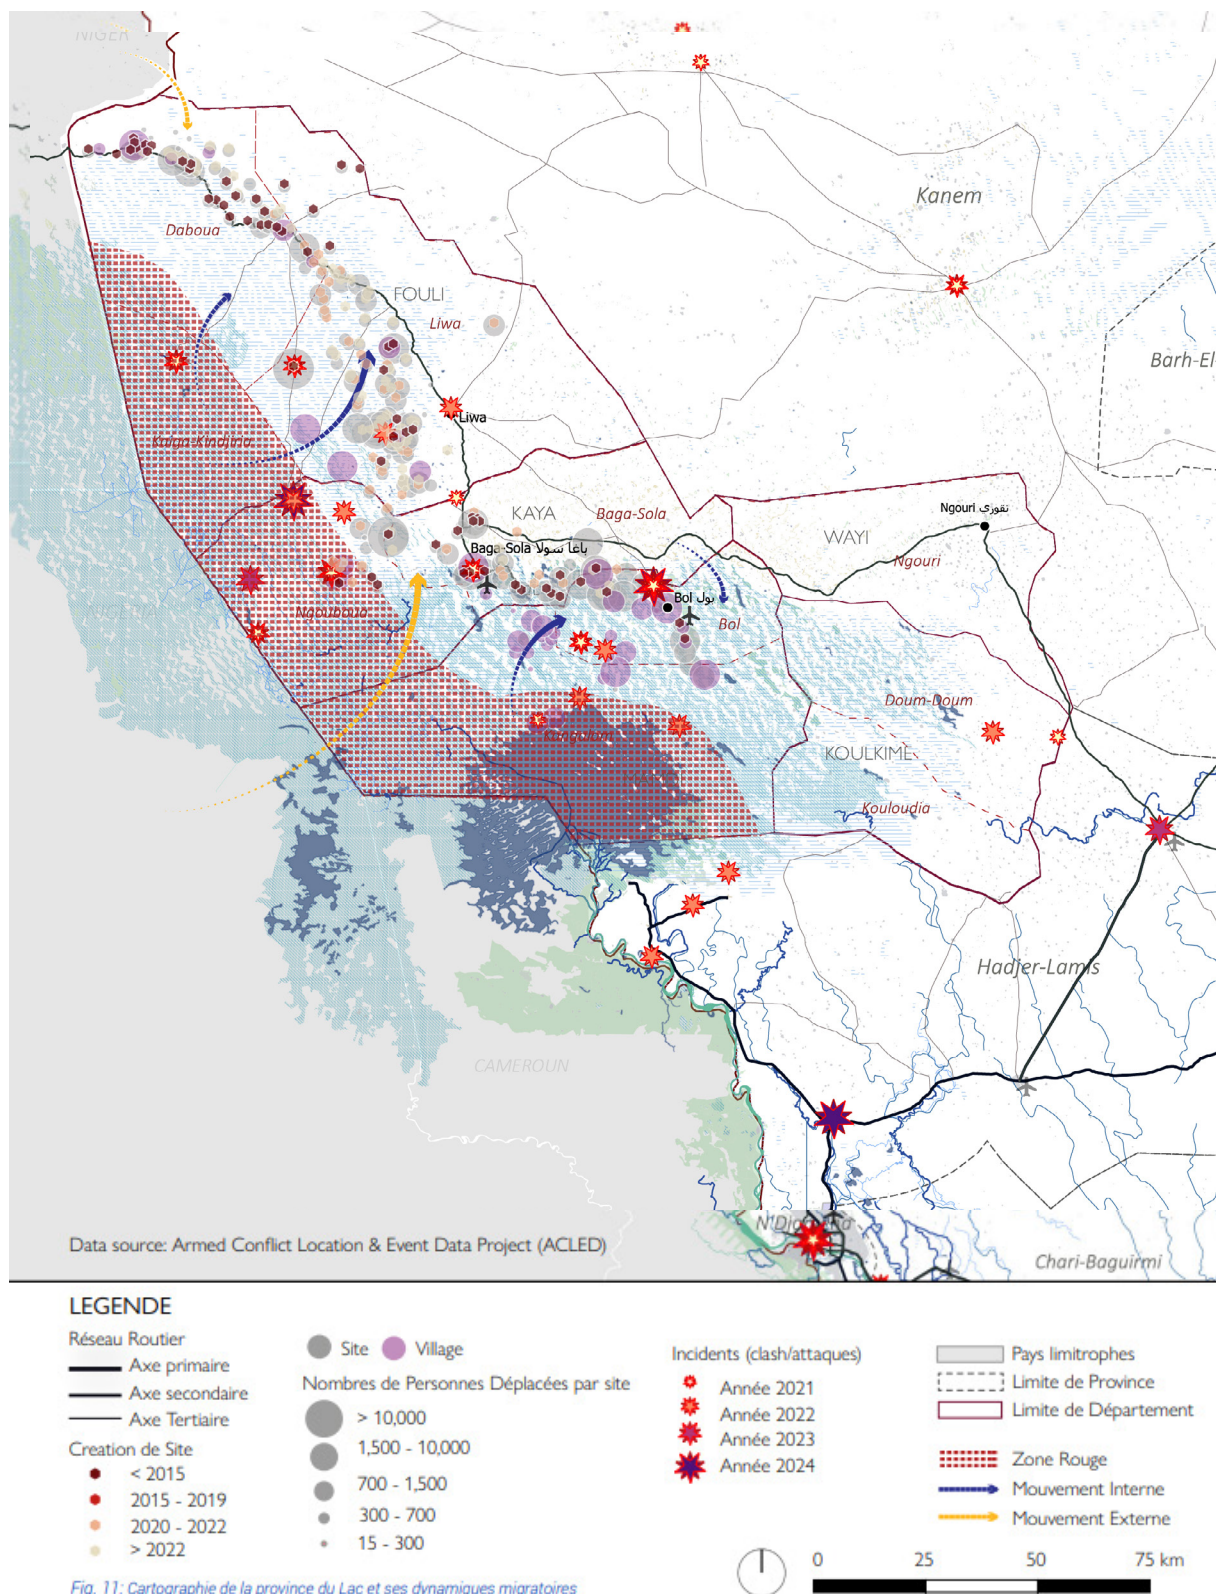 NIGER
Kanem
Daboua
FOULI
Liwa
Barh-El-
Liwa
Kaiga-Kindjiria
KAYA
Baga-Sola
Ngouri نقوري
WAYI
Baga-Sola باغا سولا
Ngouri
Ngouboua
Bol بول
Bol
Doum-Doum
Kangalam
KOULKIME
Kouloudia
Hadjer-Lamis
CAMEROUN
N'Djamena
Data source: Armed Conflict Location & Event Data Project (ACLED)
Chari-Baguirmi
LEGENDE
Réseau Routier
Axe primaire
Axe secondaire
Axe Tertiaire
Creation de Site
< 2015
2015 - 2019
2020 - 2022
> 2022
Site
Village
Nombres de Personnes Déplacées par site
> 10,000
1,500 - 10,000
700 - 1,500
300 - 700
15 - 300
Incidents (clash/attaques)
Année 2021
Année 2022
Année 2023
Année 2024
Pays limitrophes
Limite de Province
Limite de Département
Zone Rouge
Mouvement Interne
Mouvement Externe
0 25 50 75 km
Fig. 11: Cartographie de la province du Lac et ses dynamiques migratoires